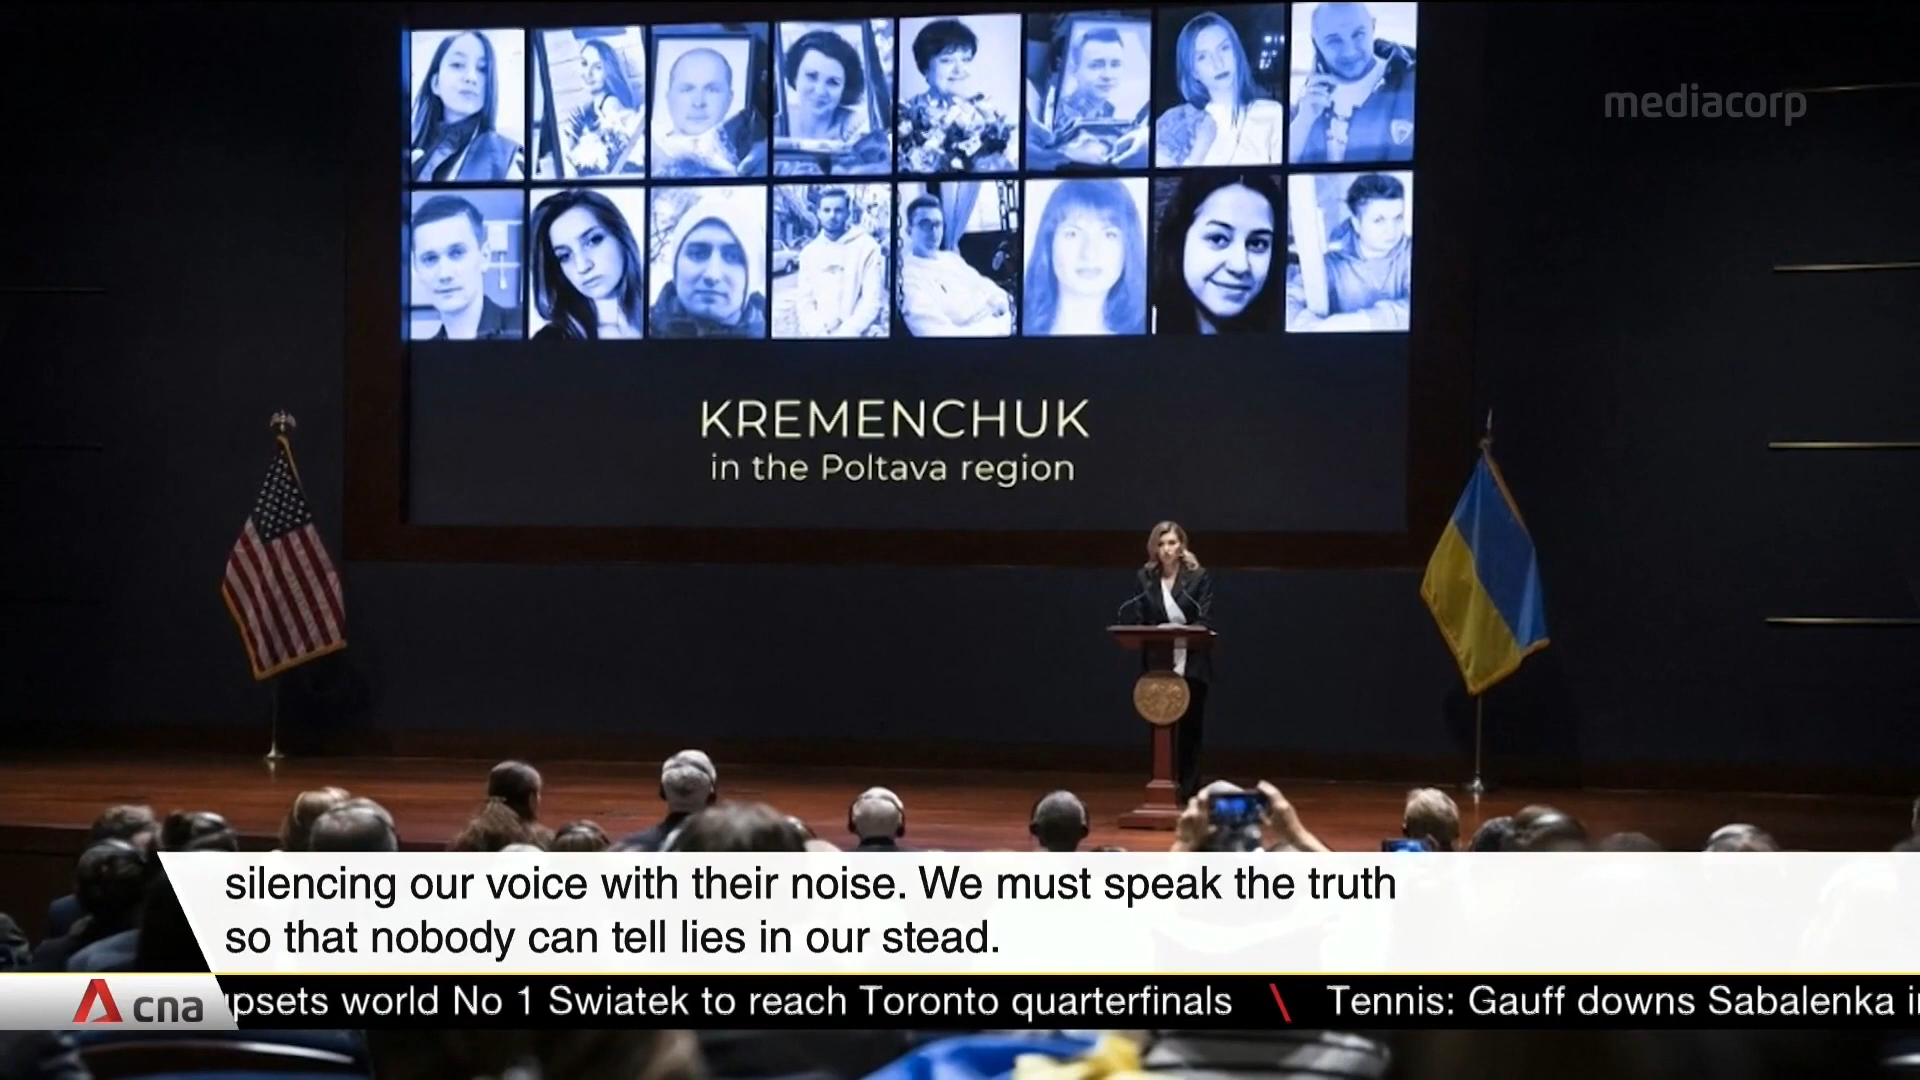 mediacorp
KREMENCHUK
in the Poltava region
silencing our voice with their noise. We must speak the truth
so that nobody can tell lies in our stead.
cna
world No 1 Swiatek to reach Toronto quarterfinals \ Tennis: Gauff downs Sabalenka